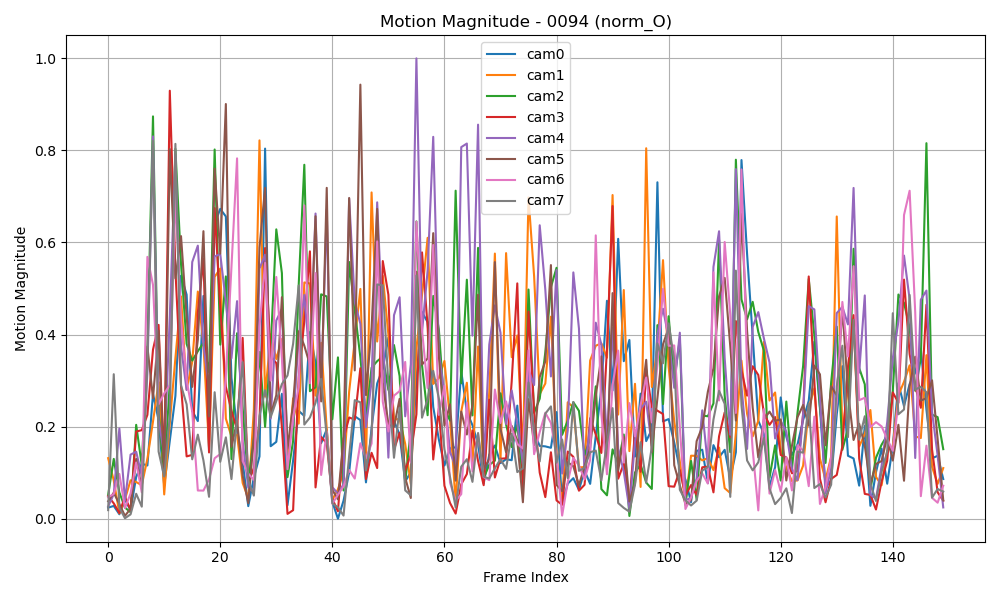 Motion Magnitude - 0094 (norm_O)
cam0
cam1
cam2
cam3
cam4
cam5
cam6
cam7
Motion Magnitude
1.0
0.8
0.6
0.4
0.2
0.0
0 20 40 60 80 100 120 140
Frame Index